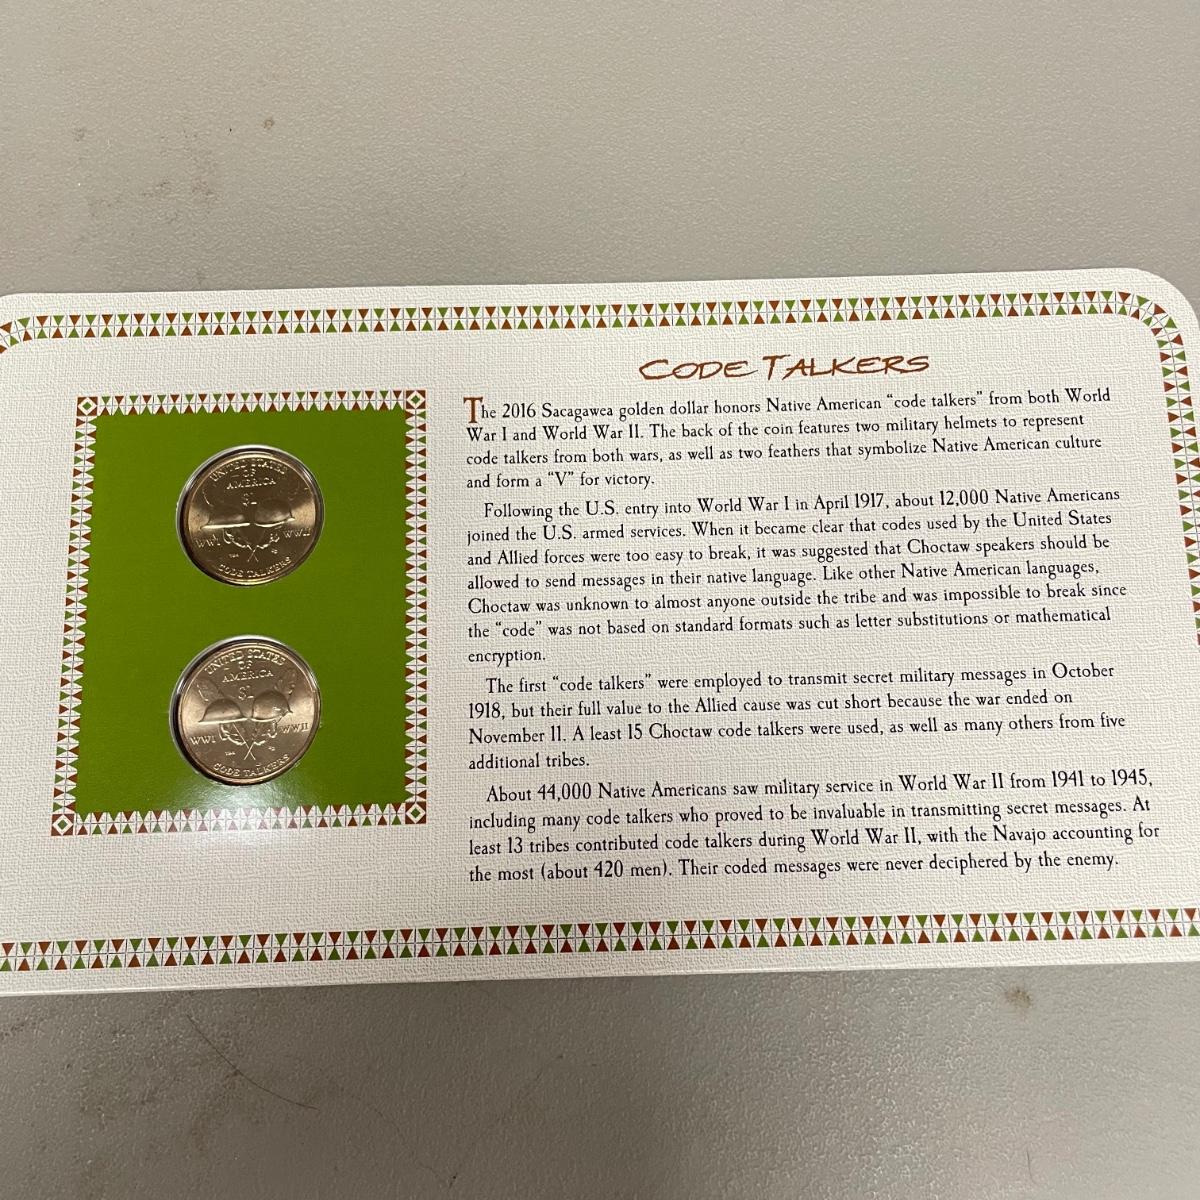 UNITED STATES
OF
AMERICA
$1
WWI
WWII
CODE TALKERS
UNITED STATES
OF
AMERICA
$1
WWI
WWII
CODE TALKERS
CODE TALKERS
The 2016 Sacagawea golden dollar honors Native American “code talkers” from both World
War I and World War II. The back of the coin features two military helmets to represent
code talkers from both wars, as well as two feathers that symbolize Native American culture
and form a “V” for victory.
Following the U.S. entry into World War I in April 1917, about 12,000 Native Americans
joined the U.S. armed services. When it became clear that codes used by the United States
and Allied forces were too easy to break, it was suggested that Choctaw speakers should be
allowed to send messages in their native language. Like other Native American languages,
Choctaw was unknown to almost anyone outside the tribe and was impossible to break since
the “code” was not based on standard formats such as letter substitutions or mathematical
encryption.
The first “code talkers” were employed to transmit secret military messages in October
1918, but their full value to the Allied cause was cut short because the war ended on
November 11. A least 15 Choctaw code talkers were used, as well as many others from five
additional tribes.
About 44,000 Native Americans saw military service in World War II from 1941 to 1945,
including many code talkers who proved to be invaluable in transmitting secret messages. At
least 13 tribes contributed code talkers during World War II, with the Navajo accounting for
the most (about 420 men). Their coded messages were never deciphered by the enemy.